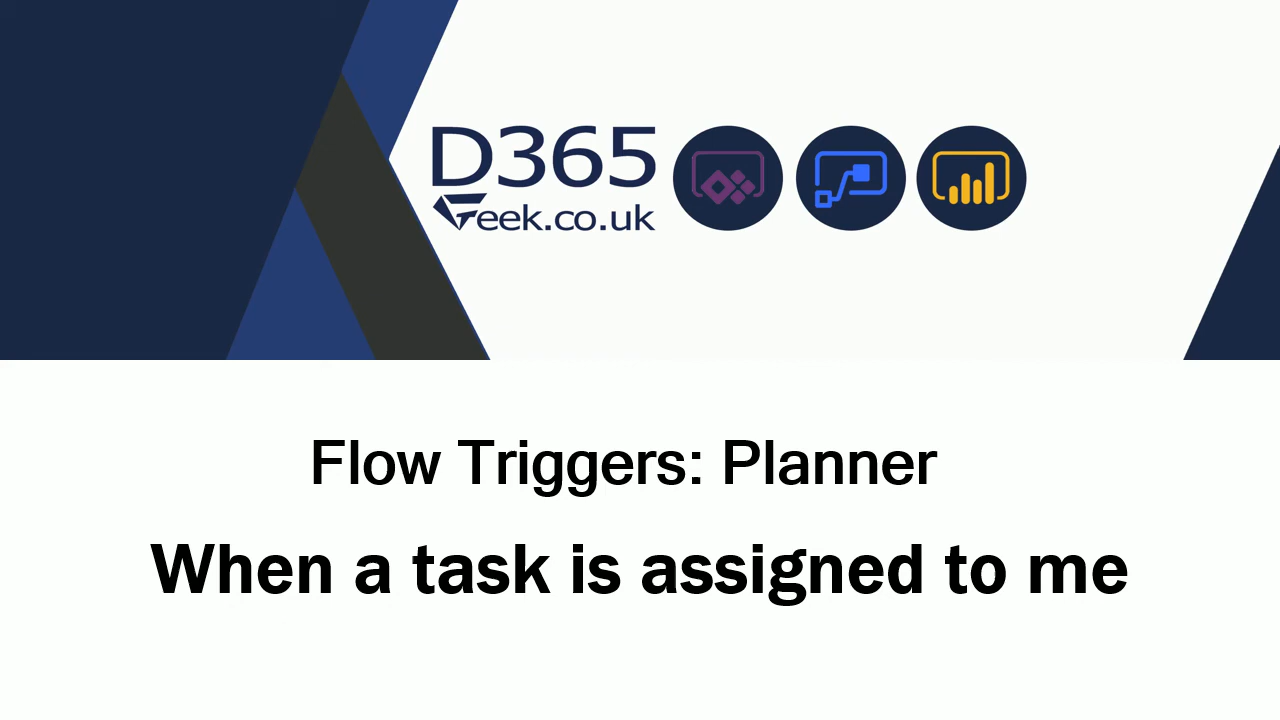 D365
Geek.co.uk
Flow Triggers: Planner
When a task is assigned to me